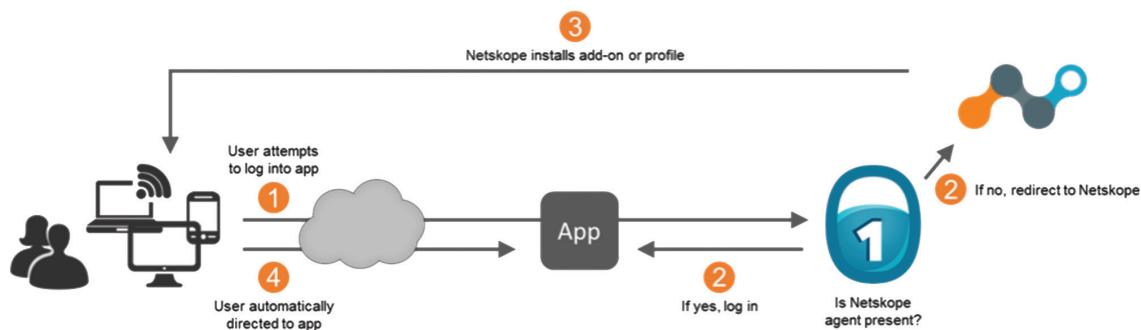 3
Netskope installs add-on or profile
User attempts
to log into app
1
2
If no, redirect to Netskope
App
1
4
User automatically
directed to app
2
If yes, log in
Is Netskope
agent present?